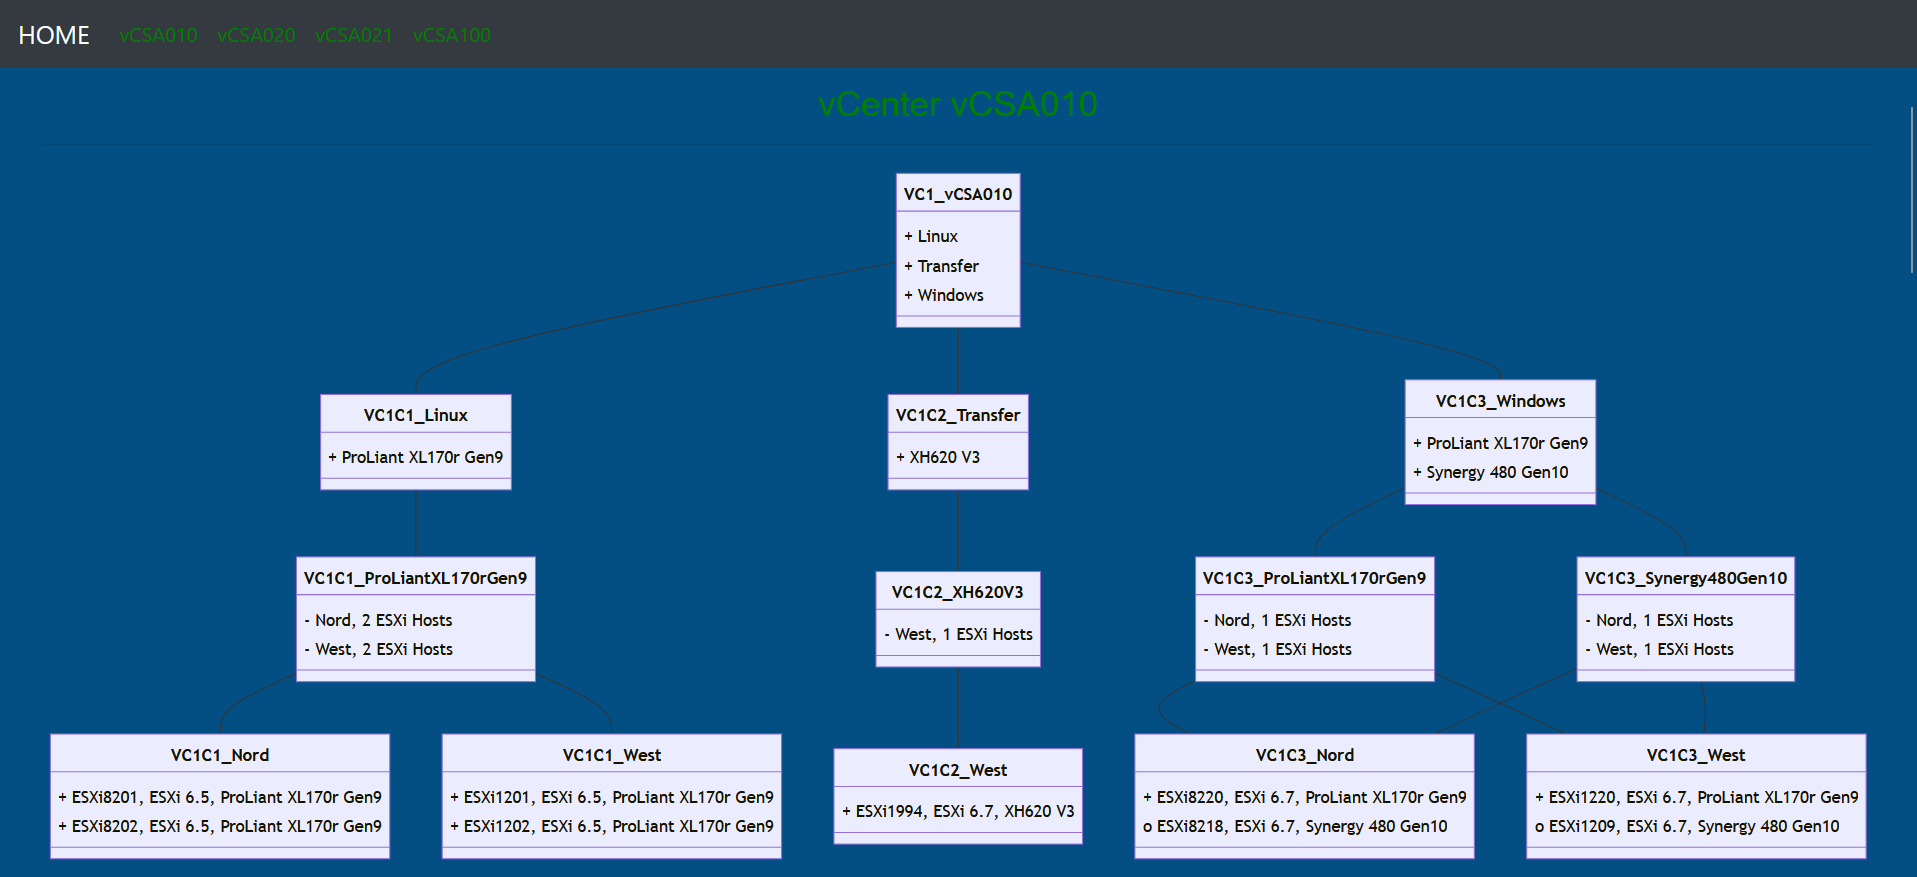 HOME vCSA010 vCSA020 vCSA021 vCSA100
vCenter vCSA010
VC1_vCSA010
+ Linux
+ Transfer
+ Windows
VC1C1_Linux
+ ProLiant XL170r Gen9
VC1C2_Transfer
+ XH620 V3
VC1C3_Windows
+ ProLiant XL170r Gen9
+ Synergy 480 Gen10
VC1C1_ProLiantXL170rGen9
- Nord, 2 ESXi Hosts
- West, 2 ESXi Hosts
VC1C2_XH620V3
- West, 1 ESXi Hosts
VC1C3_ProLiantXL170rGen9
- Nord, 1 ESXi Hosts
- West, 1 ESXi Hosts
VC1C3_Synergy480Gen10
- Nord, 1 ESXi Hosts
- West, 1 ESXi Hosts
VC1C1_Nord
+ ESXi8201, ESXi 6.5, ProLiant XL170r Gen9
+ ESXi8202, ESXi 6.5, ProLiant XL170r Gen9
VC1C1_West
+ ESXi1201, ESXi 6.5, ProLiant XL170r Gen9
+ ESXi1202, ESXi 6.5, ProLiant XL170r Gen9
VC1C2_West
+ ESXi1994, ESXi 6.7, XH620 V3
VC1C3_Nord
+ ESXi8220, ESXi 6.7, ProLiant XL170r Gen9
o ESXi8218, ESXi 6.7, Synergy 480 Gen10
VC1C3_West
+ ESXi1220, ESXi 6.7, ProLiant XL170r Gen9
o ESXi1209, ESXi 6.7, Synergy 480 Gen10